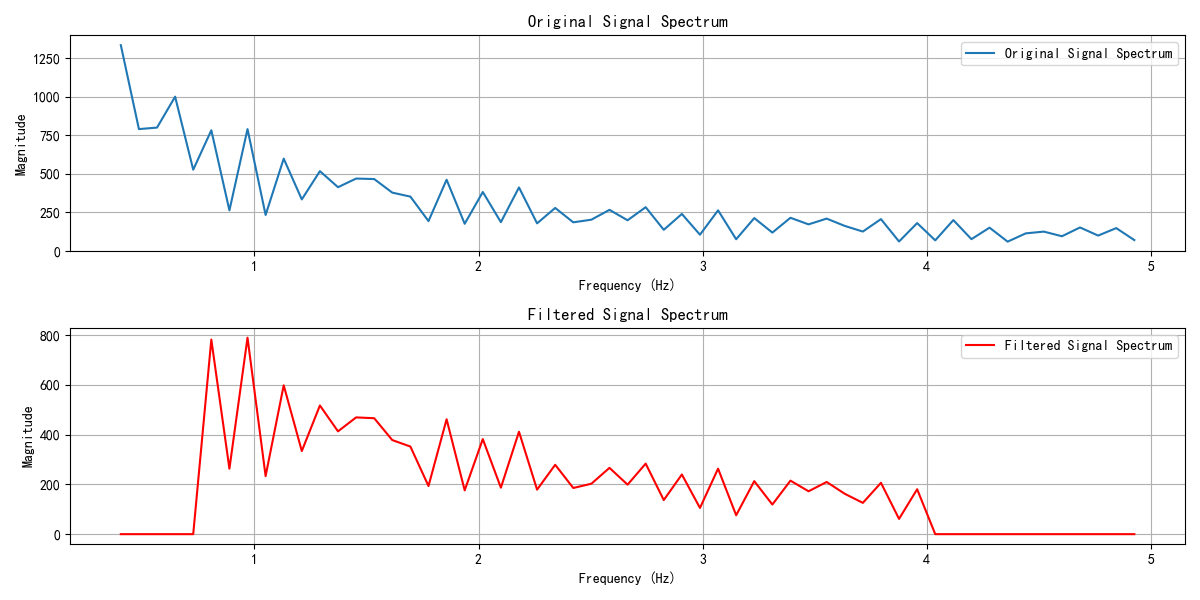 Original Signal Spectrum
1250
1000
750
500
250
0
Magnitude
Original Signal Spectrum
1 2 3 4 5
Frequency (Hz)
Filtered Signal Spectrum
800
600
400
200
0
Magnitude
Filtered Signal Spectrum
1 2 3 4 5
Frequency (Hz)